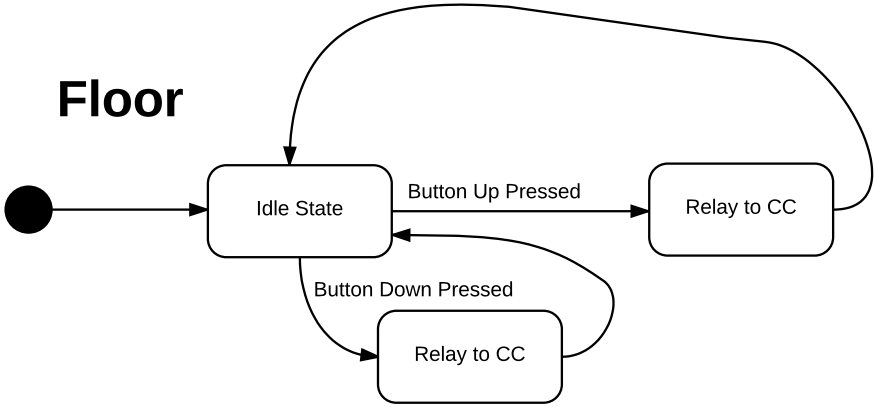 Floor
Idle State
Button Up Pressed
Relay to CC
Button Down Pressed
Relay to CC